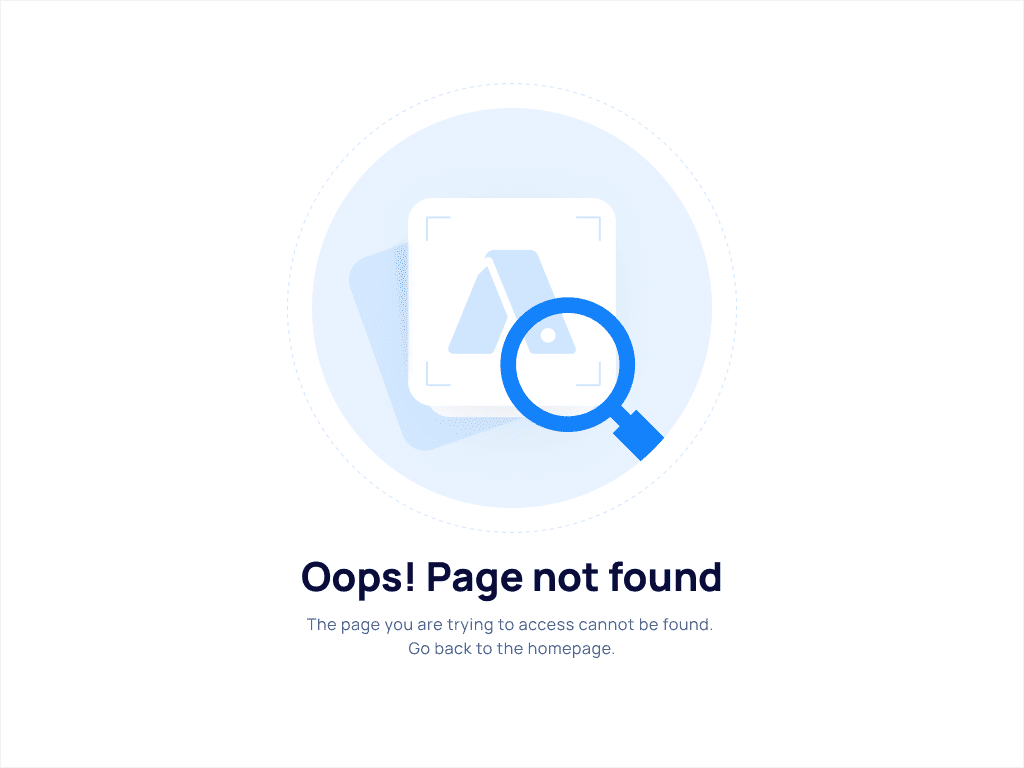 Oops! Page not found
The page you are trying to access cannot be found.
Go back to the homepage.